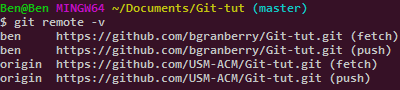 Ben@Ben MINGW64 ~/Documents/Git-tut (master)
$ git remote -v
ben     https://github.com/bgranberry/Git-tut.git (fetch)
ben     https://github.com/bgranberry/Git-tut.git (push)
origin  https://github.com/USM-ACM/Git-tut.git (fetch)
origin  https://github.com/USM-ACM/Git-tut.git (push)